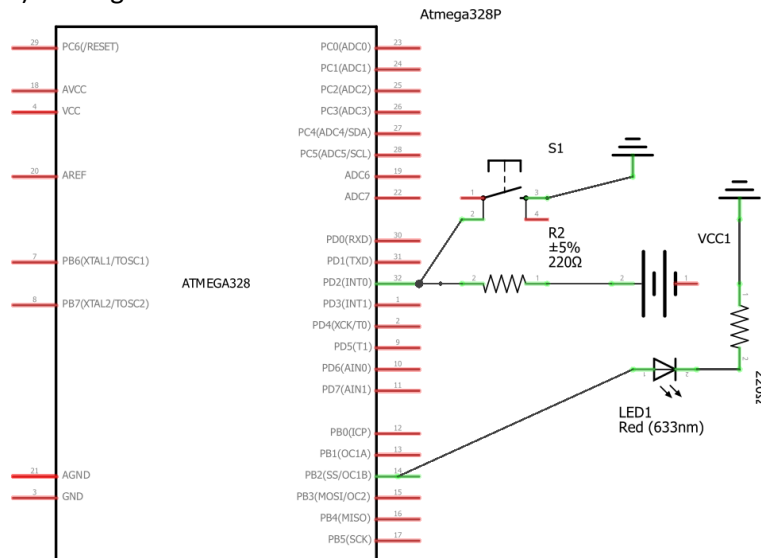 Atmega328P
29
PC6(/RESET)
18
AVCC
4
VCC
20
AREF
7
PB6(XTAL1/TOSC1)
8
PB7(XTAL2/TOSC2)
21
AGND
3
GND
ATMEGA328
PC0(ADC0)
23
PC1(ADC1)
24
PC2(ADC2)
25
PC3(ADC3)
26
PC4(ADC4/SDA)
27
PC5(ADC5/SCL)
28
ADC6
19
ADC7
22
PD0(RXD)
30
PD1(TXD)
31
PD2(INT0)
32
PD3(INT1)
1
PD4(XCK/T0)
2
PD5(T1)
9
PD6(AIN0)
10
PD7(AIN1)
11
PB0(ICP)
12
PB1(OC1A)
13
PB2(SS/OC1B)
14
PB3(MOSI/OC2)
15
PB4(MISO)
16
PB5(SCK)
17
S1
1
3
2
4
R2
±5%
220Ω
2
1
2
1
VCC1
1
2
LED1
Red (633nm)
1
2